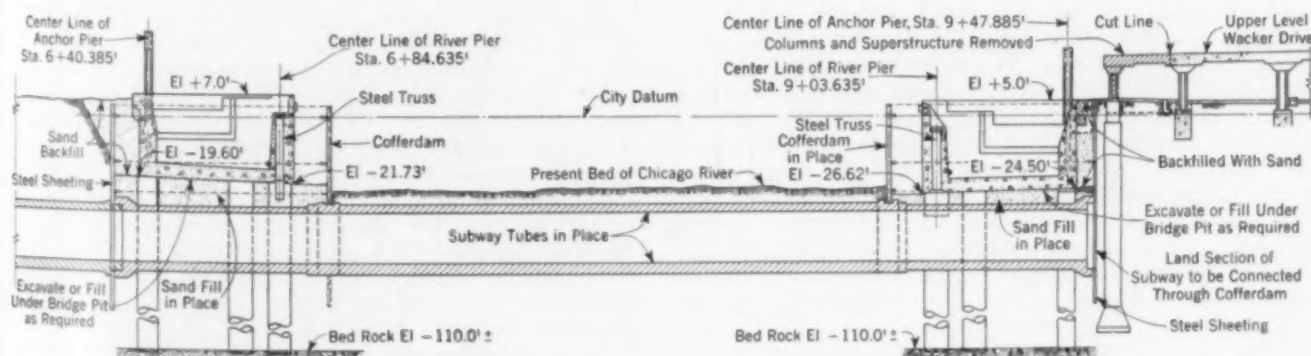 Center Line of
Anchor Pier
Sta. 6+40.385'
Center Line of River Pier
Sta. 6+84.635'
El +7.0'
Steel Truss
City Datum
Cofferdam
Sand
Backfill
El -19.60'
El -21.73'
Steel Sheeting
Present Bed of Chicago River
Subway Tubes in Place
Excavate or Fill
Under Bridge Pit
as Required
Sand Fill
in Place
Bed Rock El -110.0' ±
Center Line of Anchor Pier, Sta. 9+47.885'
Columns and Superstructure Removed
Cut Line
Upper Level
Wacker Drive
Center Line of River Pier
Sta. 9+03.635'
El +5.0'
Steel Truss
Cofferdam
in Place
El -26.62'
El -24.50'
Backfilled With Sand
Excavate or Fill Under
Bridge Pit as Required
Sand Fill
in Place
Land Section of
Subway to be Connected
Through Cofferdam
Steel Sheeting
Bed Rock El -110.0' ±